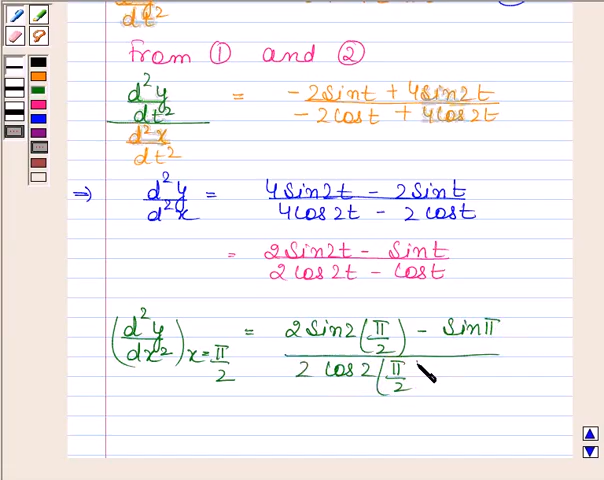 dt²
From ① and ②
d²y/dt² / d²x/dt² = -2sint + 4sin2t / -2cost + 4cos2t
⇒ d²y/d²x = 4sin2t - 2sint / 4cos2t - 2cost
= 2sin2t - sint / 2cos2t - cost
(d²y/dx²)x=π/2 = 2sin2(π/2) - sinπ / 2cos2(π/2